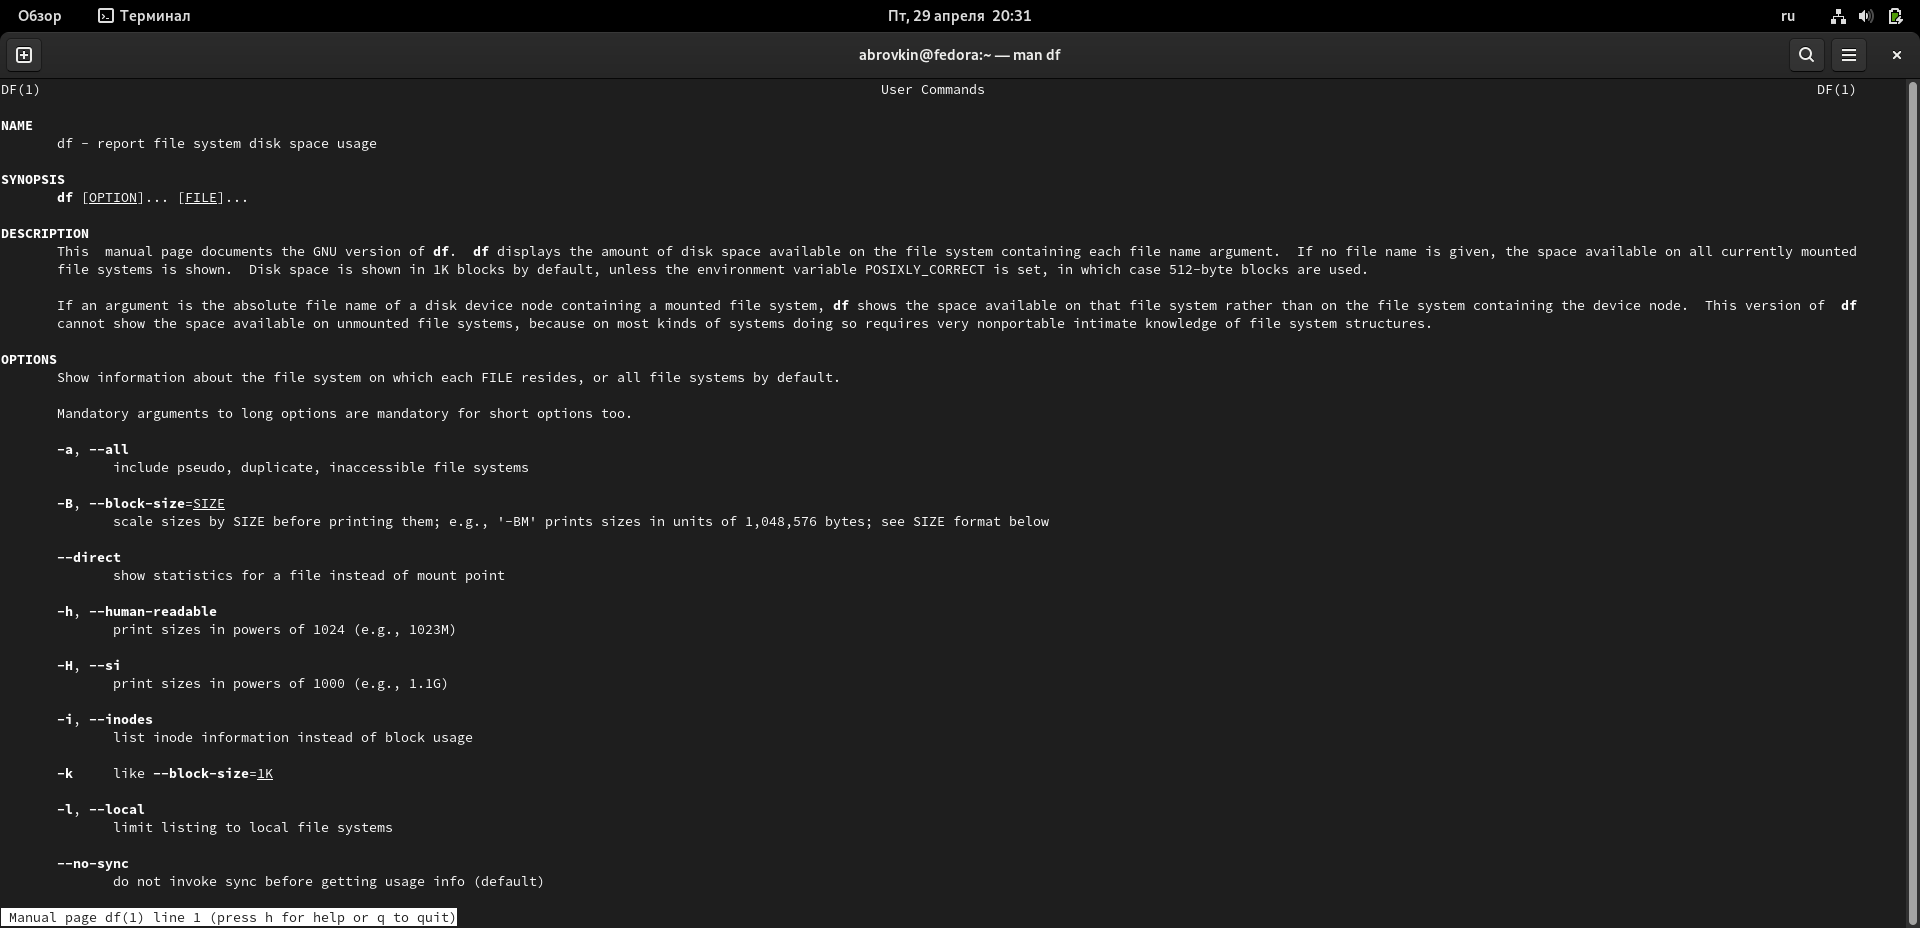 Обзор Терминал Пт, 29 апреля 20:31 ru
abrovkin@fedora:~ — man df
DF(1) User Commands DF(1)
NAME
df - report file system disk space usage
SYNOPSIS
df [OPTION]... [FILE]...
DESCRIPTION
This  manual page documents the GNU version of df.  df displays the amount of disk space available on the file system containing each file name argument.  If no file name is given, the space available on all currently mounted
file systems is shown.  Disk space is shown in 1K blocks by default, unless the environment variable POSIXLY_CORRECT is set, in which case 512-byte blocks are used.
If an argument is the absolute file name of a disk device node containing a mounted file system, df shows the space available on that file system rather than on the file system containing the device node.  This version of  df
cannot show the space available on unmounted file systems, because on most kinds of systems doing so requires very nonportable intimate knowledge of file system structures.
OPTIONS
Show information about the file system on which each FILE resides, or all file systems by default.
Mandatory arguments to long options are mandatory for short options too.
-a, --all
include pseudo, duplicate, inaccessible file systems
-B, --block-size=SIZE
scale sizes by SIZE before printing them; e.g., '-BM' prints sizes in units of 1,048,576 bytes; see SIZE format below
--direct
show statistics for a file instead of mount point
-h, --human-readable
print sizes in powers of 1024 (e.g., 1023M)
-H, --si
print sizes in powers of 1000 (e.g., 1.1G)
-i, --inodes
list inode information instead of block usage
-k     like --block-size=1K
-l, --local
limit listing to local file systems
--no-sync
do not invoke sync before getting usage info (default)
Manual page df(1) line 1 (press h for help or q to quit)